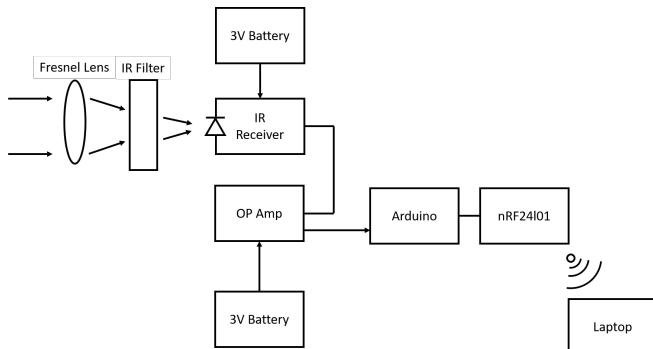 3V Battery
Fresnel Lens
IR Filter
IR
Receiver
OP Amp
Arduino
nRF24l01
3V Battery
Laptop